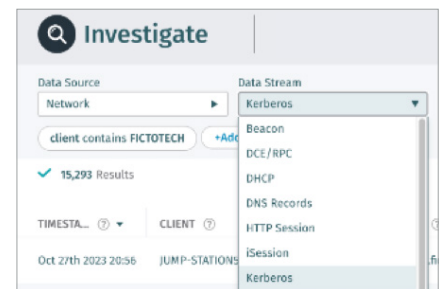 Investigate
Data Source
Data Stream
Network
Kerberos
client contains FICTOTECH
+Add
Beacon
DCE/RPC
15,293 Results
DHCP
DNS Records
TIMESTA...
CLIENT
HTTP Session
iSession
Oct 27th 2023 20:56
JUMP-STATIONS
Kerberos